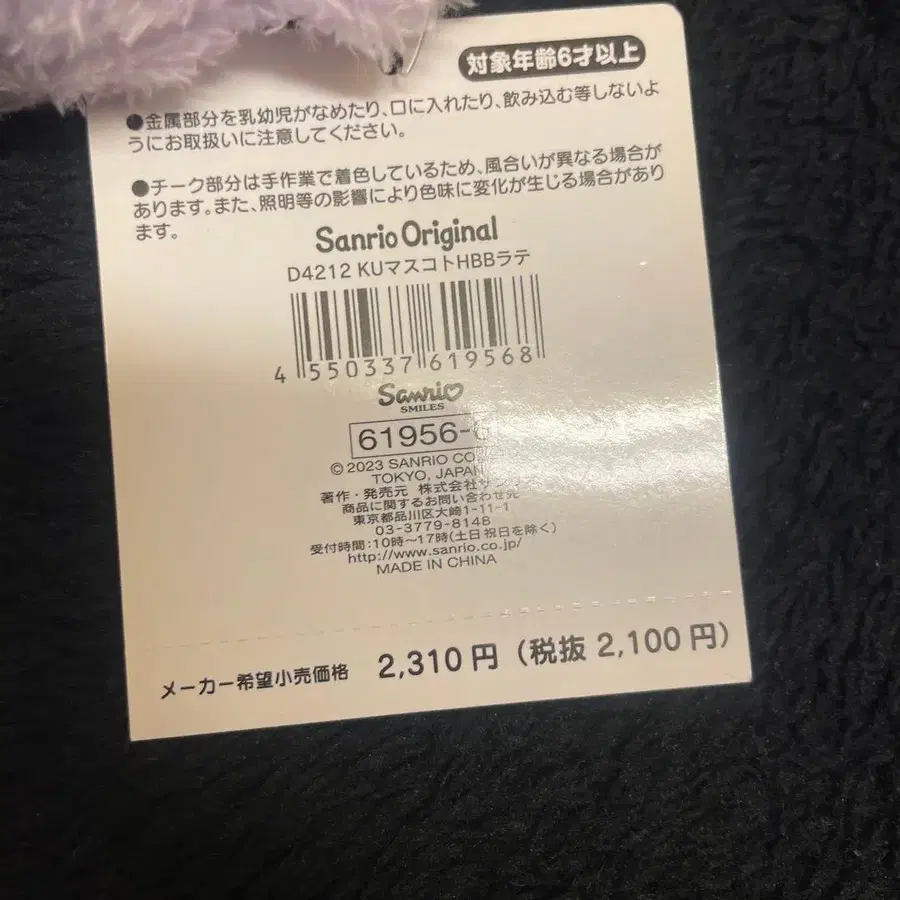 対象年齢6才以上
●金属部分を乳幼児がなめたり、口に入れたり、飲み込む等しないよ
うにお取扱いに注意してください。
●チーク部分は手作業で着色しているため、風合いが異なる場合が
あります。また、照明等の影響により色味に変化が生じる場合があり
ます。
Sanrio Original
D4212 KUマスコトHBBラテ
4 550337 619568
Sanrio
SMILES
61956-
© 2023 SANRIO CO
TOKYO, JAPAN
著作・発売元 株式会社サンリオ
商品に関するお問い合わせ先
東京都品川区大崎1-11-1
03-3779-8148
受付時間:10時〜17時(土日祝日を除く)
http://www.sanrio.co.jp/
MADE IN CHINA
メーカー希望小売価格 2,310円(税抜 2,100円)